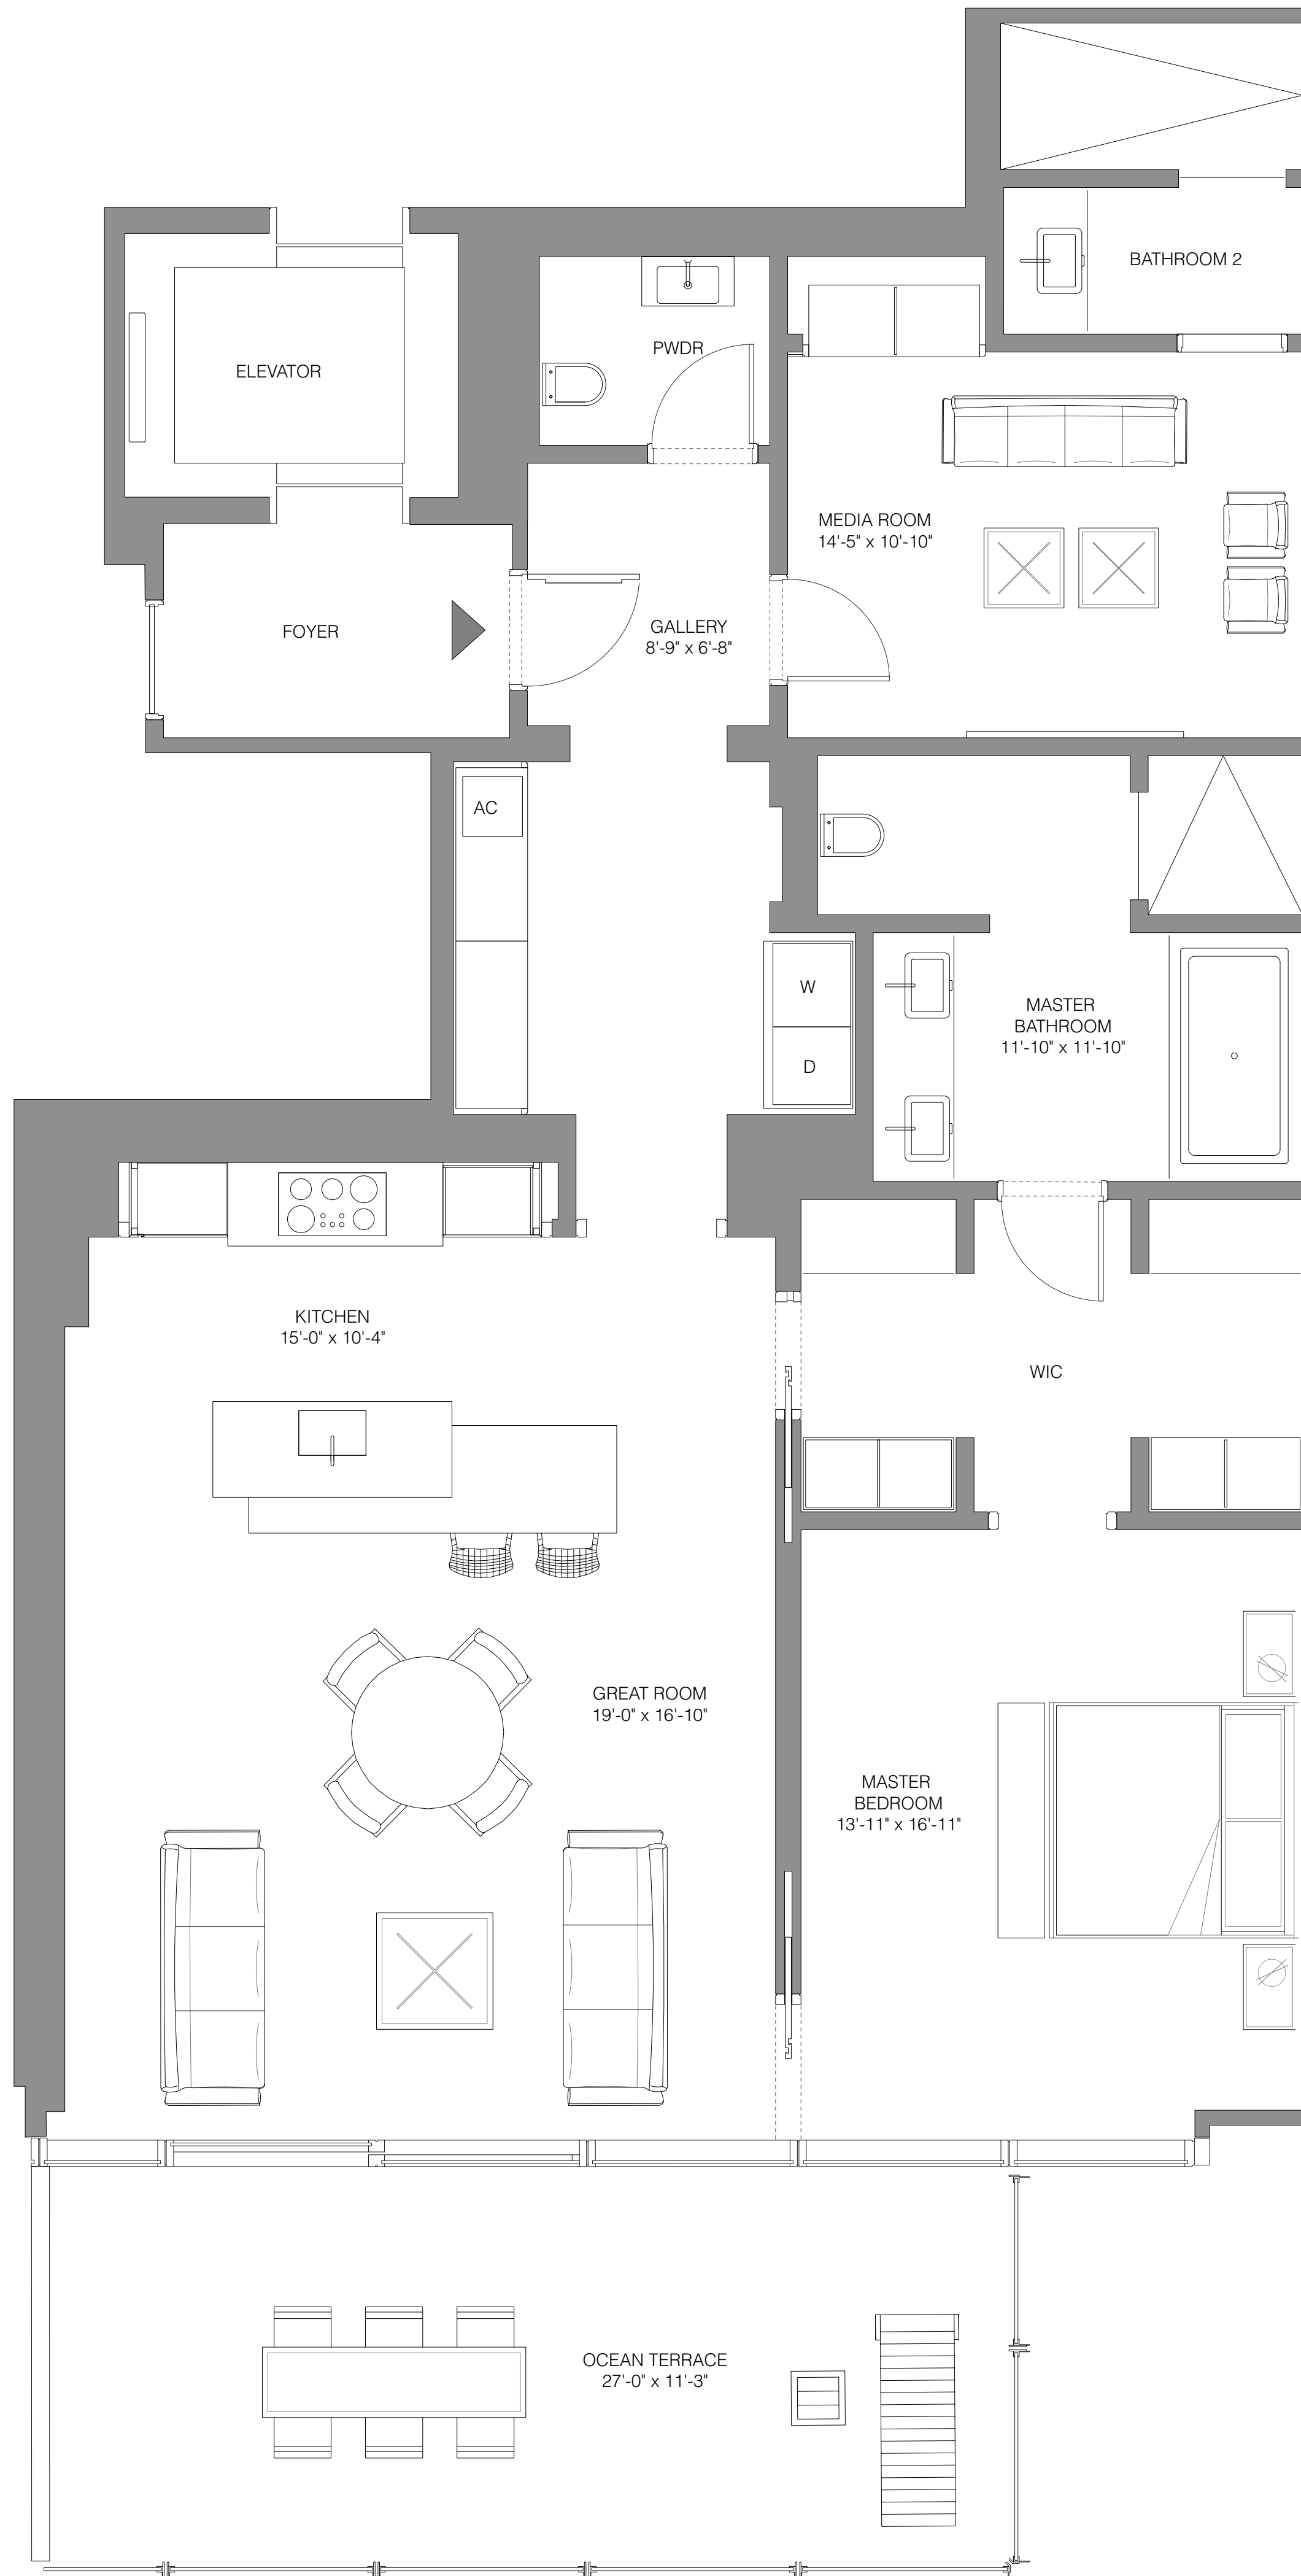 BATHROOM 2
PWDR
ELEVATOR
MEDIA ROOM
14'-5" x 10'-10"
FOYER
GALLERY
8'-9" x 6'-8"
AC
W
D
MASTER
BATHROOM
11'-10" x 11'-10"
KITCHEN
15'-0" x 10'-4"
WIC
GREAT ROOM
19'-0" x 16'-10"
MASTER
BEDROOM
13'-11" x 16'-11"
OCEAN TERRACE
27'-0" x 11'-3"